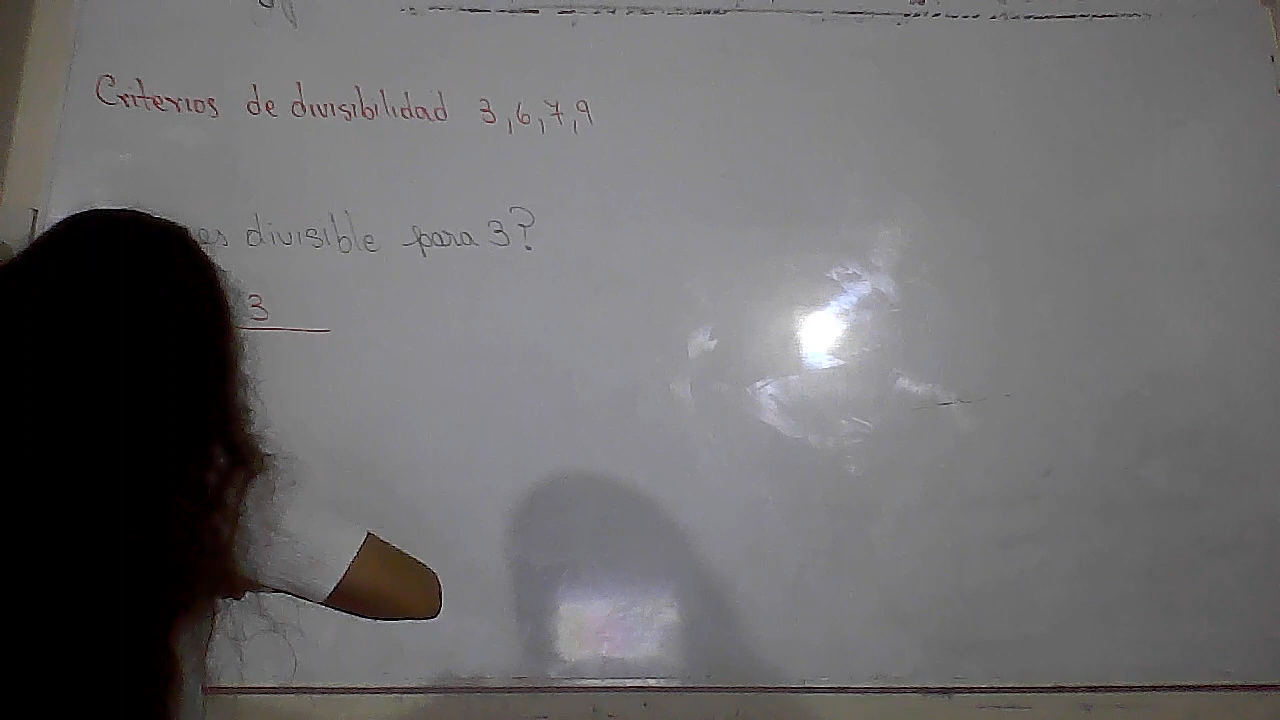 Criterios de divisibilidad 3,6,7,9
es divisible para 3?
3